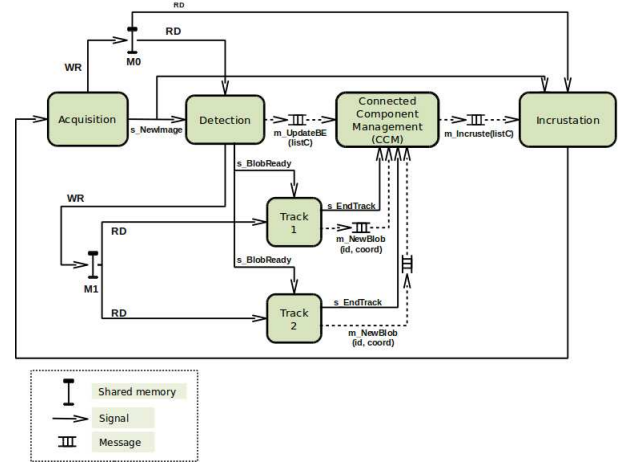 RD
RD
M0
WR
Acquisition
s_NewImage
Detection
m_UpdateBE
(listC)
Connected
Component
Management
(CCM)
m_Incruste(listC)
Incrustation
s_BlobReady
WR
RD
Track
1
s_EndTrack
m_NewBlob
(id, coord)
s_BlobReady
M1
RD
Track
2
s_EndTrack
m_NewBlob
(id, coord)
Shared memory
Signal
Message